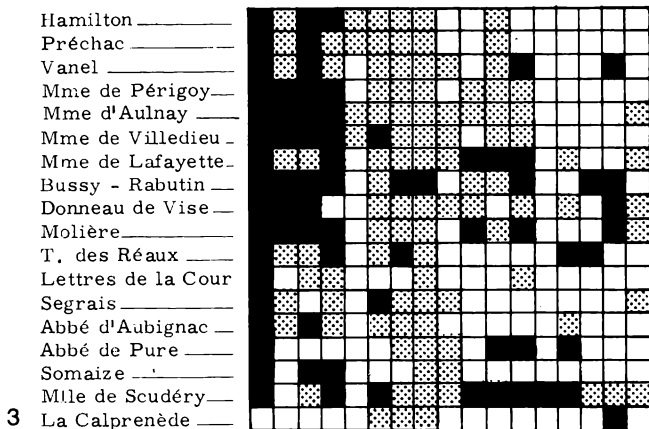 Hamilton
Préchac
Vanel
Mme de Périgoy
Mme d'Aulnay
Mme de Villedieu
Mme de Lafayette
Bussy - Rabutin
Donneau de Vise
Molière
T. des Réaux
Lettres de la Cour
Segrais
Abbé d'Aubignac
Abbé de Pure
Somaize
Mlle de Scudéry
3 La Calprenède